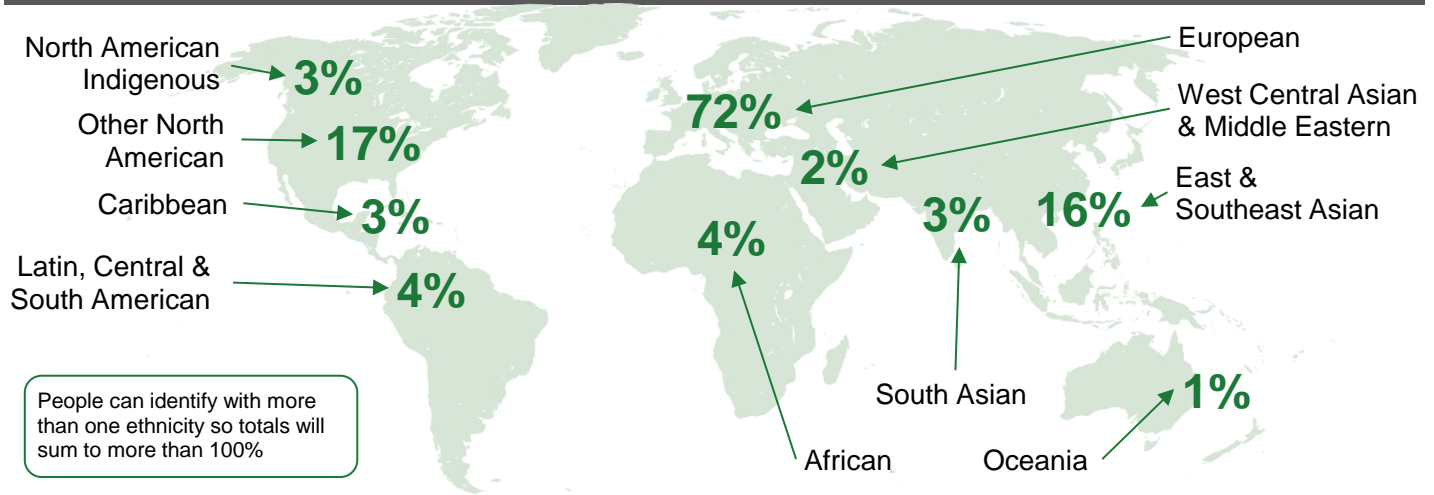 North American
Indigenous
3%
Other North
American
17%
Caribbean
3%
Latin, Central &
South American
4%
European
72%
West Central Asian
& Middle Eastern
2%
East &
Southeast Asian
16%
3%
South Asian
4%
African
1%
Oceania
People can identify with more
than one ethnicity so totals will
sum to more than 100%